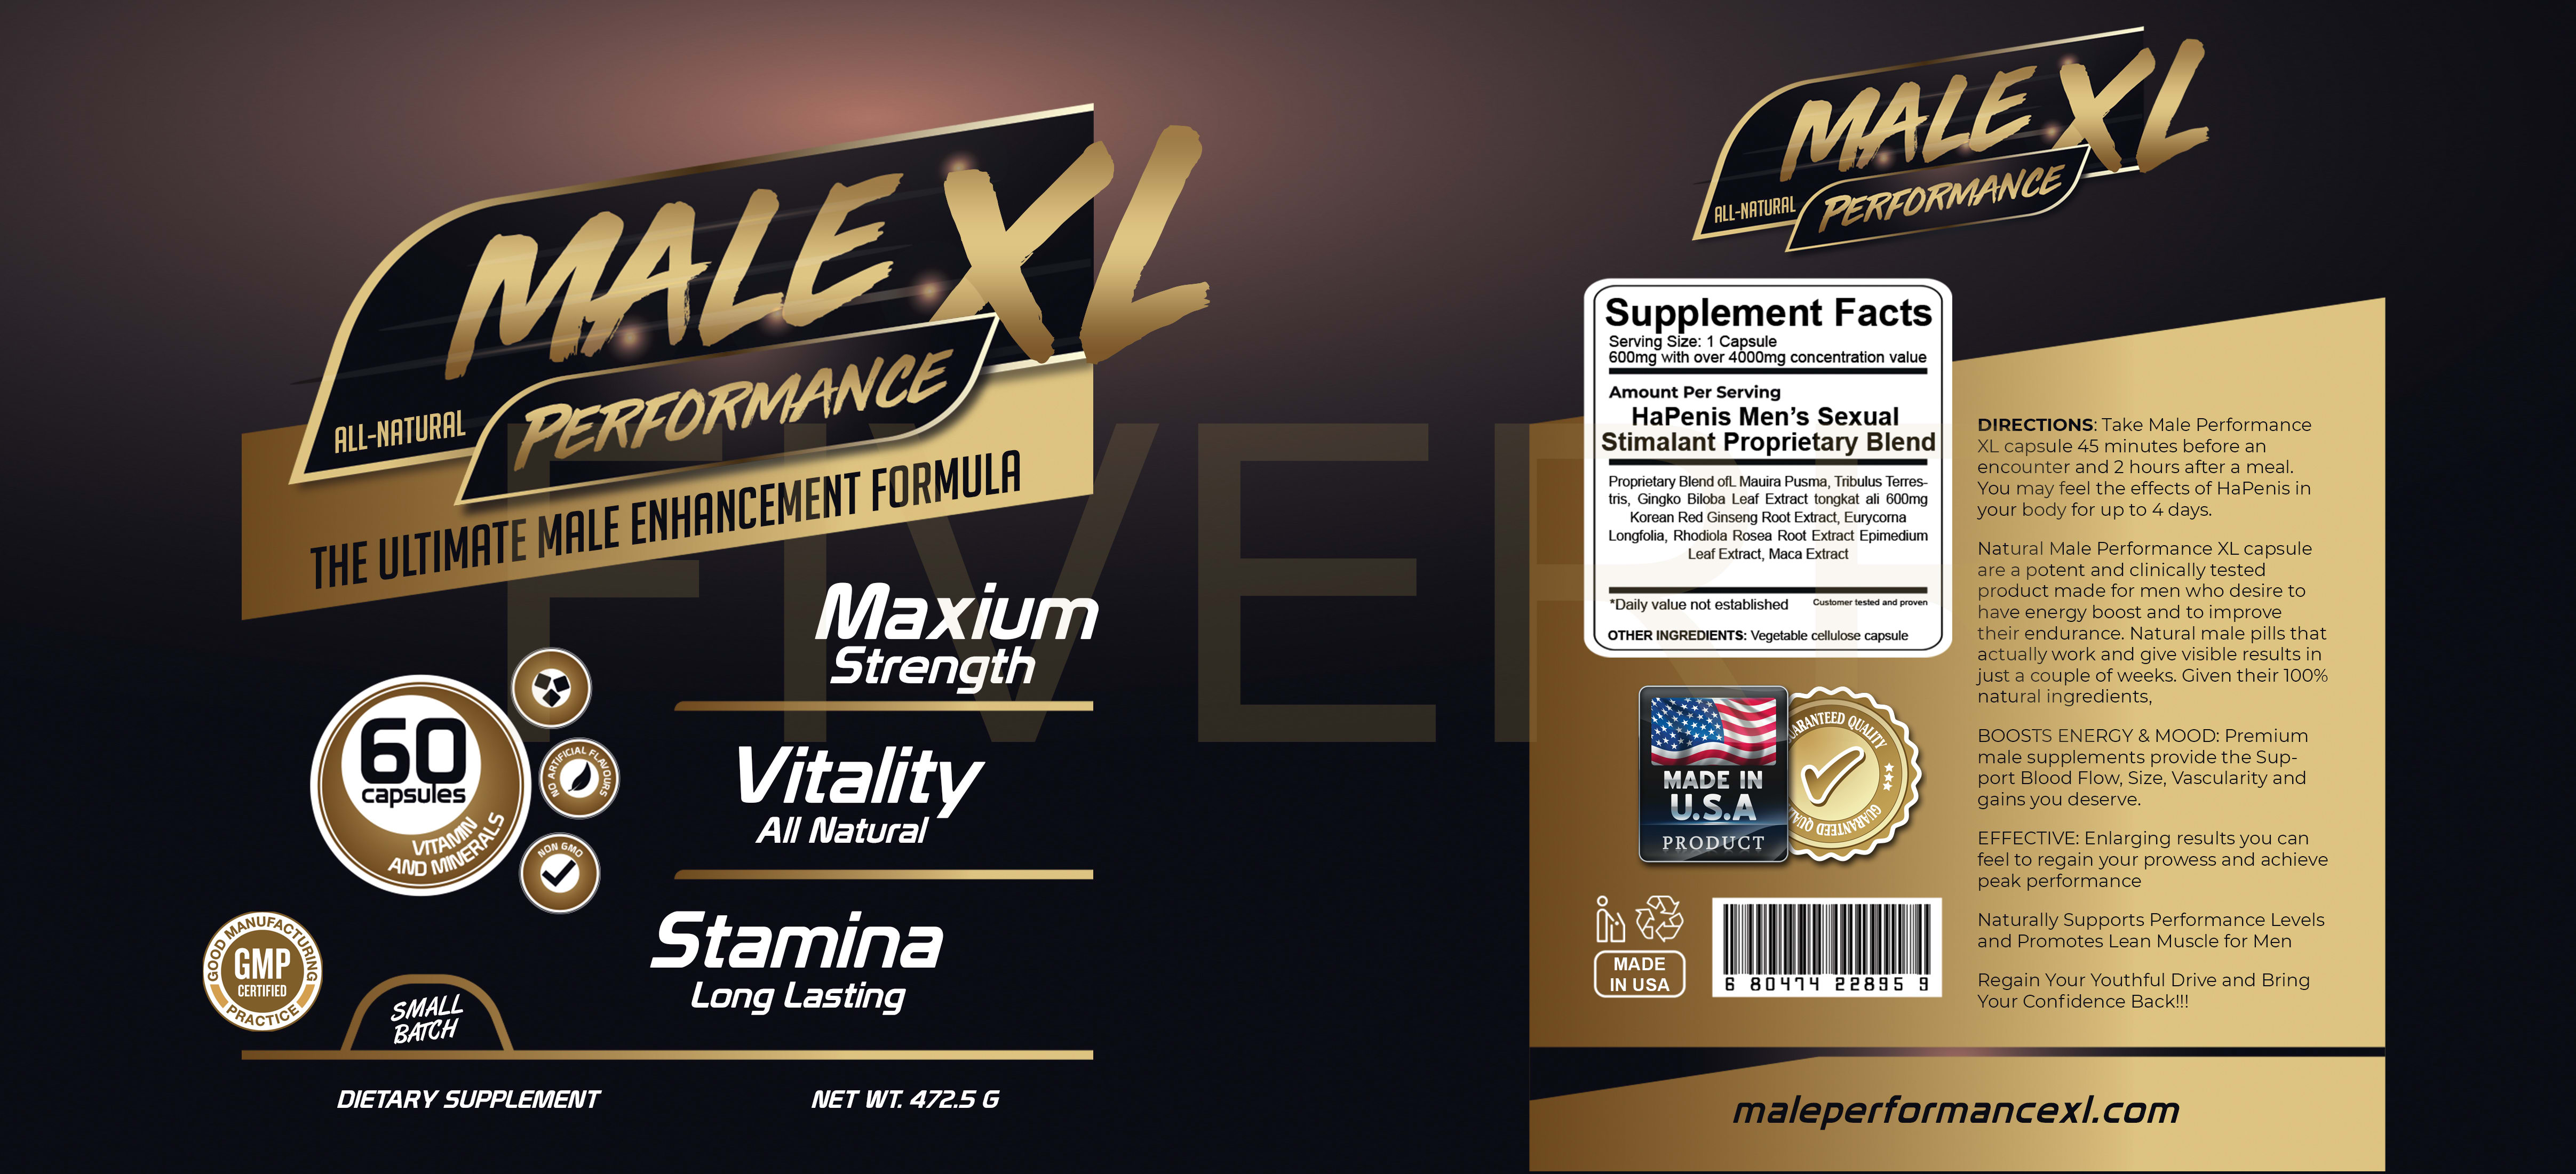 MALE XL
ALL-NATURAL
PERFORMANCE
THE ULTIMATE MALE ENHANCEMENT FORMULA
Maxium
Strength
Vitality
All Natural
Stamina
Long Lasting
60
capsules
VITAMIN
AND MINERALS
NO ARTIFICIAL FLAVOURS
NON GMO
GOOD MANUFACTURING
GMP
CERTIFIED
PRACTICE
SMALL
BATCH
DIETARY SUPPLEMENT
NET WT. 472.5 G
FIVERR
MALE XL
ALL-NATURAL
PERFORMANCE
Supplement Facts
Serving Size: 1 Capsule
600mg with over 4000mg concentration value
Amount Per Serving
HaPenis Men's Sexual
Stimalant Proprietary Blend
Proprietary Blend ofL Mauira Pusma, Tribulus Terres-
tris, Gingko Biloba Leaf Extract tongkat ali 600mg
Korean Red Ginseng Root Extract, Eurycorna
Longfolia, Rhodiola Rosea Root Extract Epimedium
Leaf Extract, Maca Extract
*Daily value not established
Customer tested and proven
OTHER INGREDIENTS: Vegetable cellulose capsule
MADE IN
U.S.A
PRODUCT
GUARANTEED QUALITY
GUARANTEED QUALITY
MADE
IN USA
6 80474 22895 9
DIRECTIONS: Take Male Performance
XL capsule 45 minutes before an
encounter and 2 hours after a meal.
You may feel the effects of HaPenis in
your body for up to 4 days.
Natural Male Performance XL capsule
are a potent and clinically tested
product made for men who desire to
have energy boost and to improve
their endurance. Natural male pills that
actually work and give visible results in
just a couple of weeks. Given their 100%
natural ingredients,
BOOSTS ENERGY & MOOD: Premium
male supplements provide the Sup-
port Blood Flow, Size, Vascularity and
gains you deserve.
EFFECTIVE: Enlarging results you can
feel to regain your prowess and achieve
peak performance
Naturally Supports Performance Levels
and Promotes Lean Muscle for Men
Regain Your Youthful Drive and Bring
Your Confidence Back!!!
maleperformancexl.com